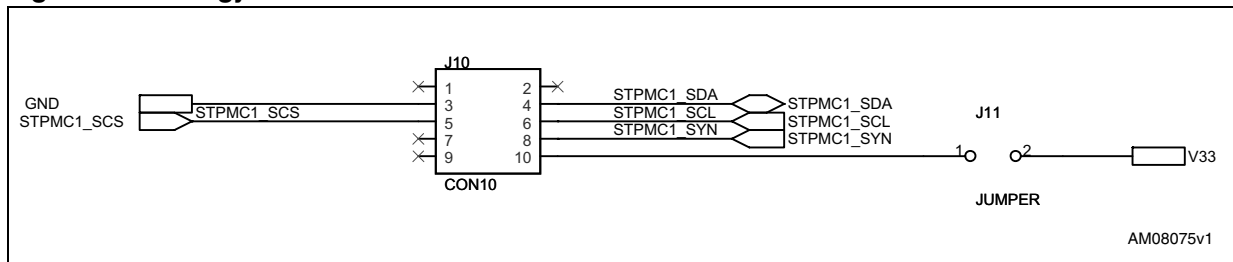 J10
1 2
3 4
5 6
7 8
9 10
CON10
GND
STPMC1_SCS
STPMC1_SCS
STPMC1_SDA
STPMC1_SCL
STPMC1_SYN
STPMC1_SDA
STPMC1_SCL
STPMC1_SYN
J11
1 2
JUMPER
V33
AM08075v1